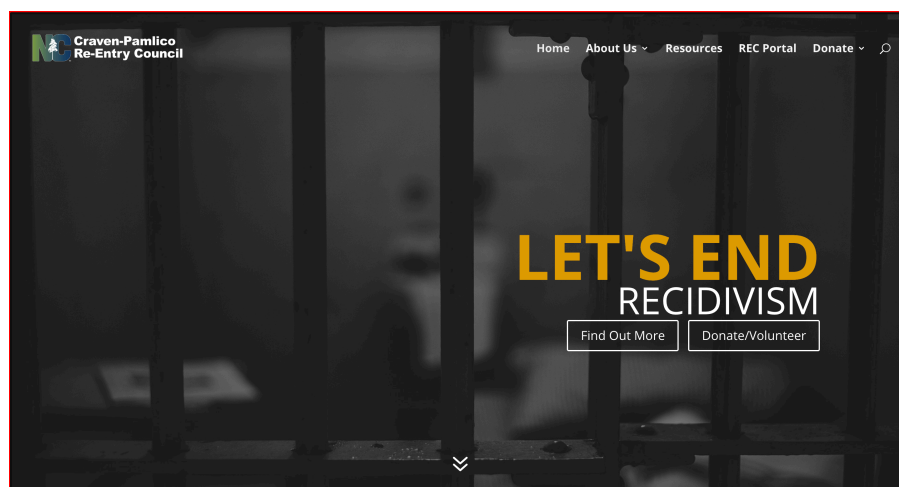 NC Craven-Pamlico
Re-Entry Council
Home About Us Resources REC Portal Donate
LET'S END
RECIDIVISM
Find Out More Donate/Volunteer